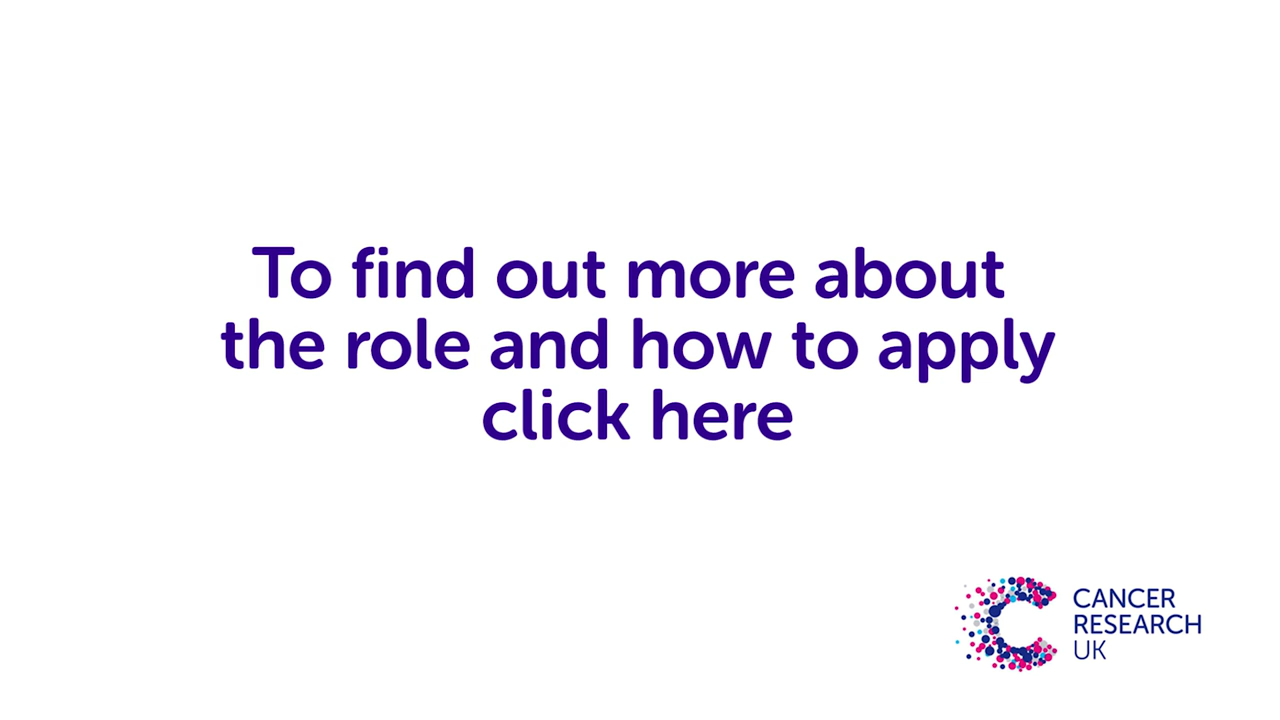 To find out more about
the role and how to apply
click here
CANCER
RESEARCH
UK